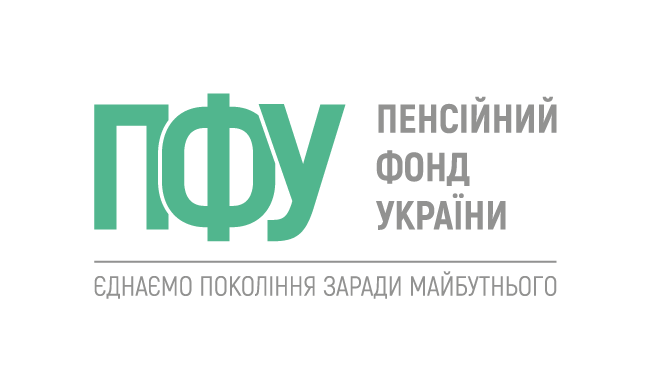 ПФУ
ПЕНСІЙНИЙ
ФОНД
УКРАЇНИ
ЄДНАЄМО ПОКОЛІННЯ ЗАРАДИ МАЙБУТНЬОГО